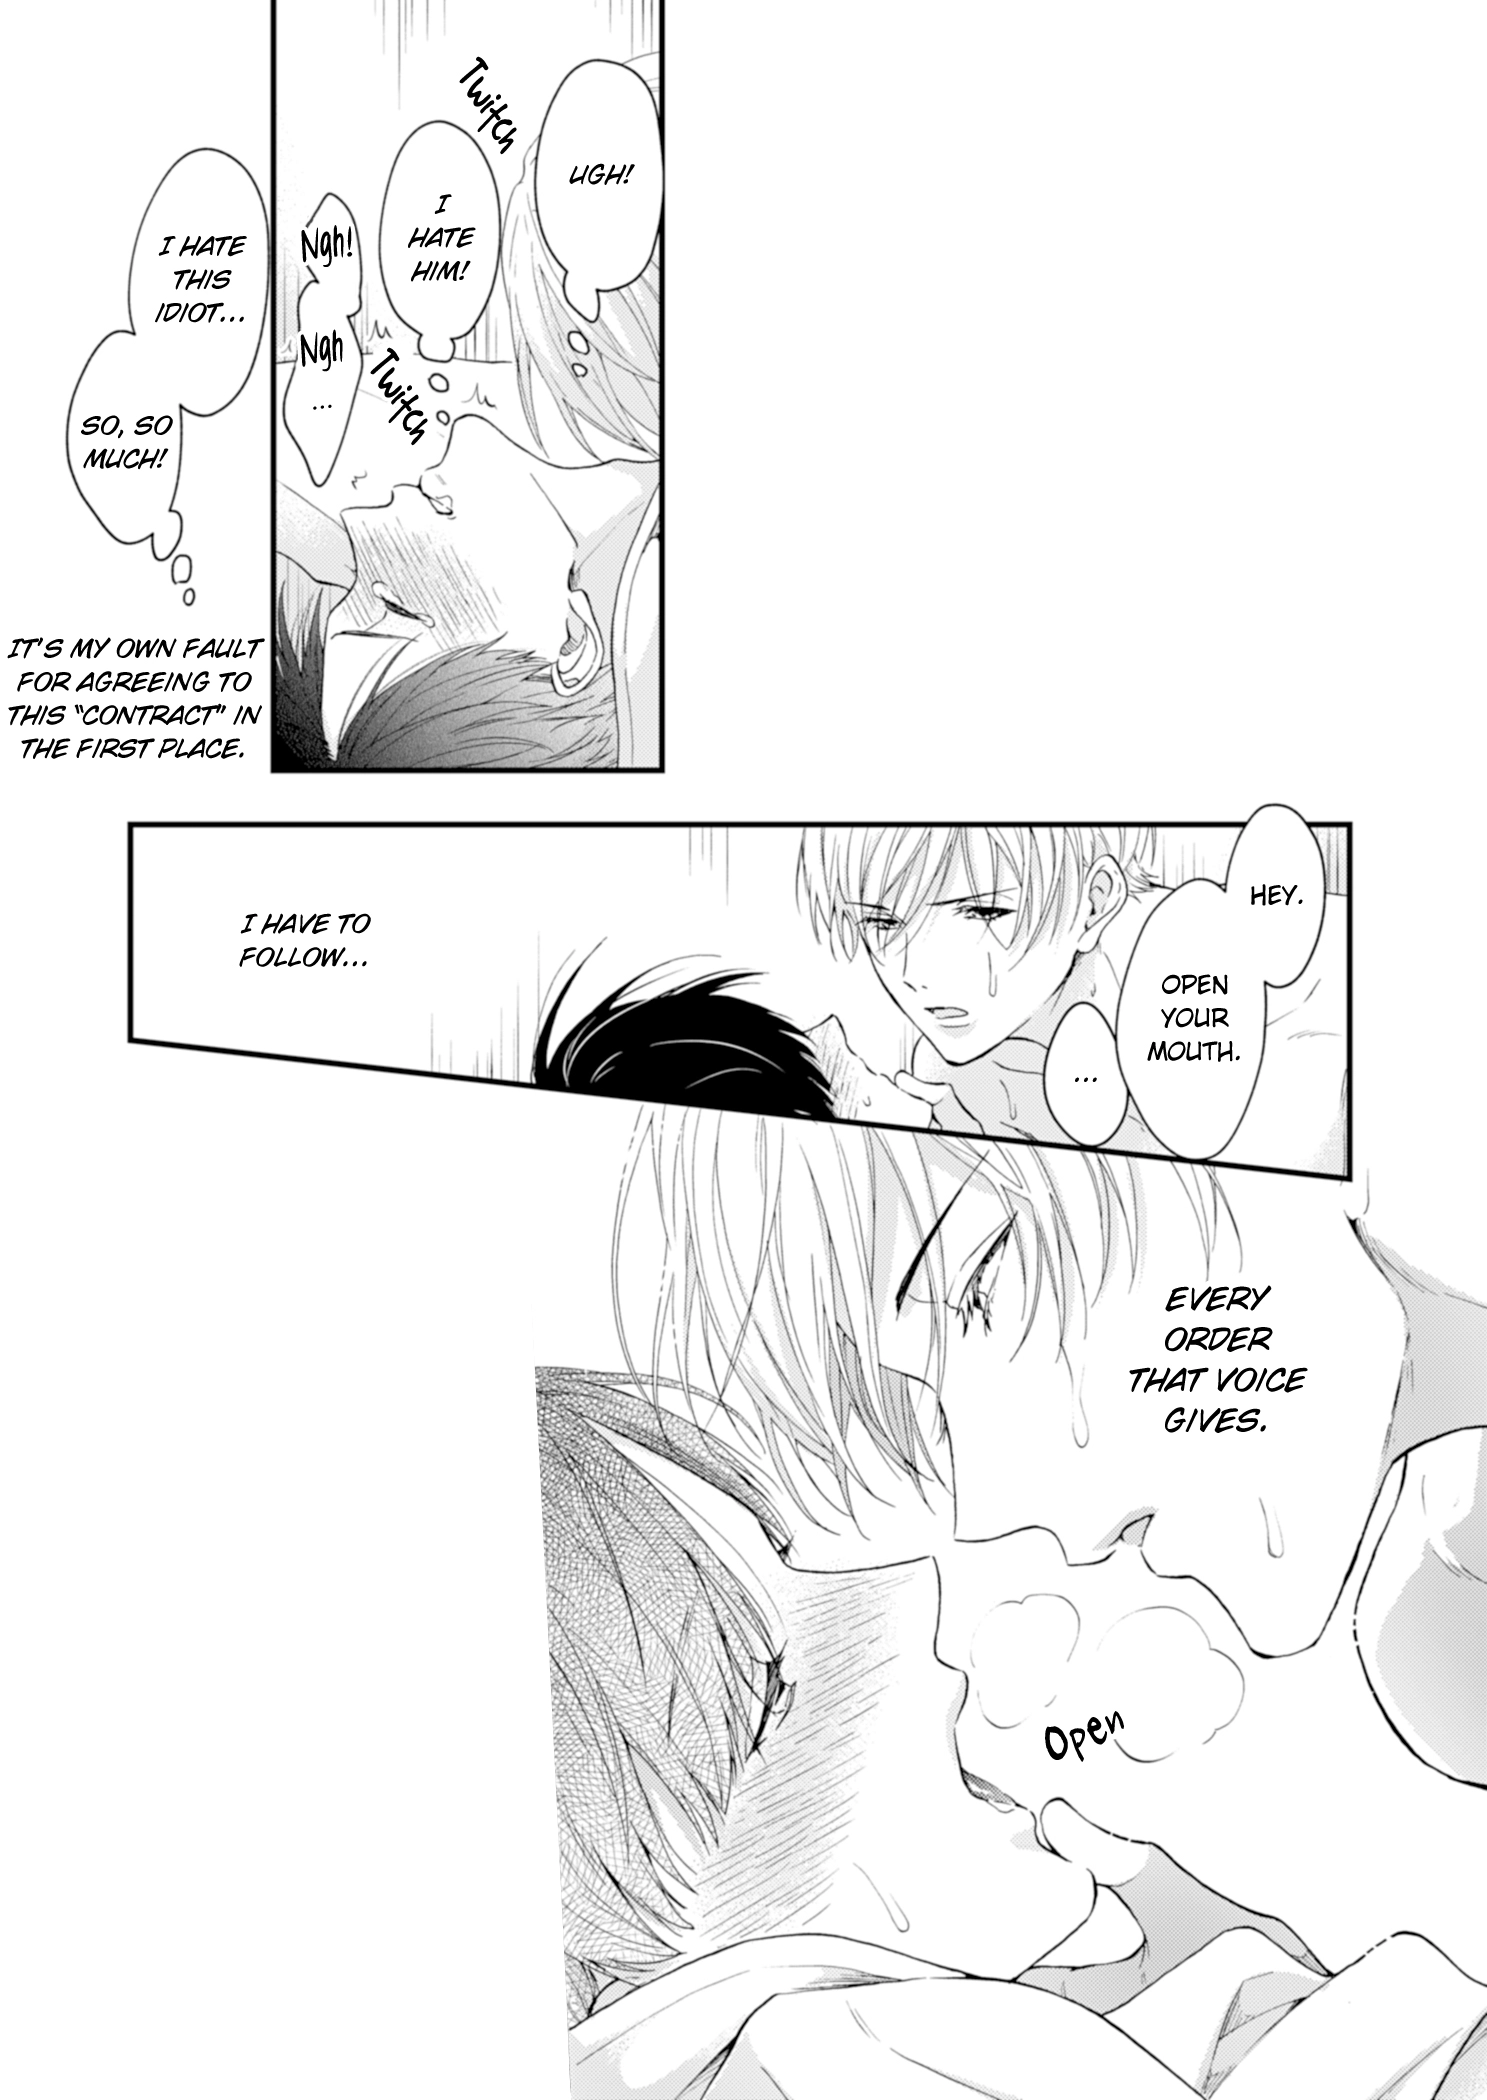 UGH!
Twitch
I
HATE
HIM!
Twitch
Ngh!
Ngh
...
I HATE
THIS
IDIOT...
SO, SO
MUCH!
IT'S MY OWN FAULT
FOR AGREEING TO
THIS "CONTRACT" IN
THE FIRST PLACE.
HEY.
OPEN
YOUR
MOUTH.
...
I HAVE TO
FOLLOW...
EVERY
ORDER
THAT VOICE
GIVES.
Open